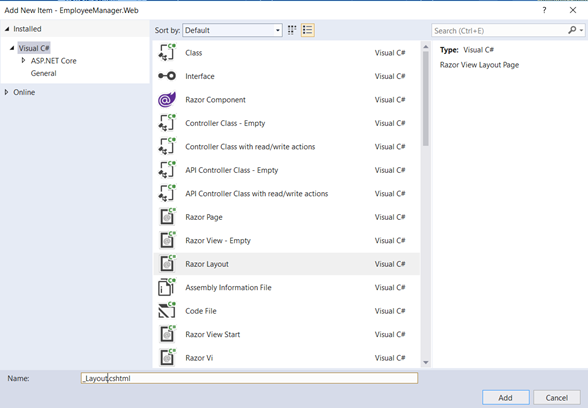 Add New Item - EmployeeManager.Web
Installed
Visual C#
ASP.NET Core
General
Online
Sort by: Default
Class Visual C#
Interface Visual C#
Razor Component Visual C#
Controller Class - Empty Visual C#
Controller Class with read/write actions Visual C#
API Controller Class - Empty Visual C#
API Controller Class with read/write actions Visual C#
Razor Page Visual C#
Razor View - Empty Visual C#
Razor Layout Visual C#
Assembly Information File Visual C#
Code File Visual C#
Razor View Start Visual C#
Razor Vi Visual C#
Search (Ctrl+E)
Type: Visual C#
Razor View Layout Page
Name: _Layout.cshtml
Add Cancel